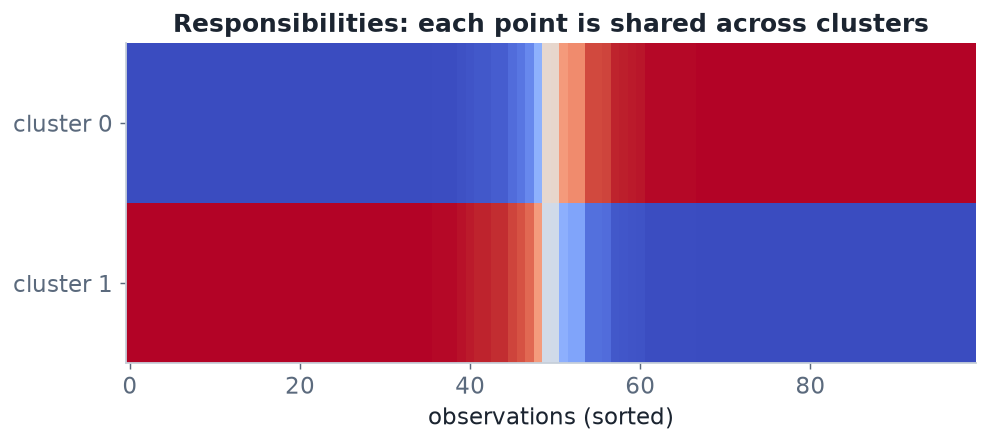 Responsibilities: each point is shared across clusters
cluster 0
cluster 1
0 20 40 60 80
observations (sorted)